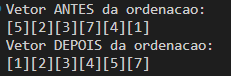 Vetor ANTES da ordenacao:
[5][2][3][7][4][1]
Vetor DEPOIS da ordenacao:
[1][2][3][4][5][7]